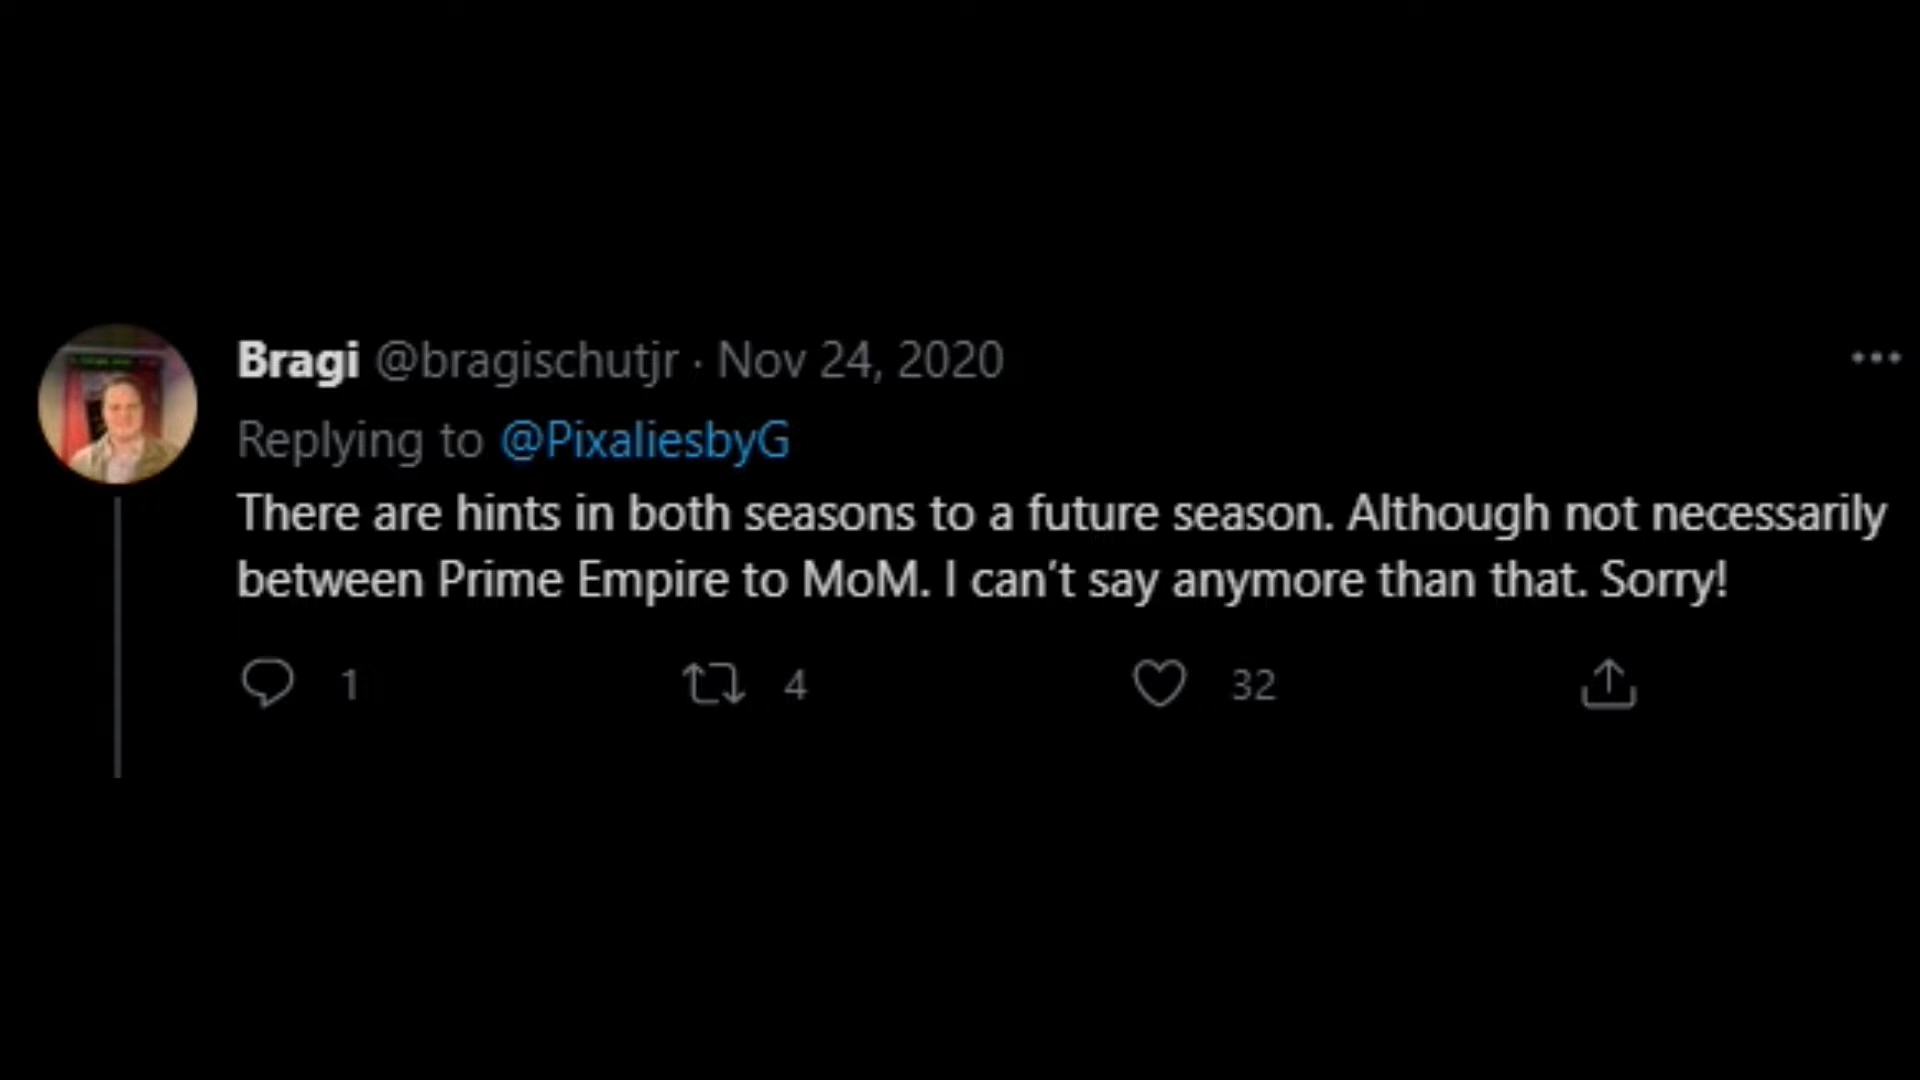 Bragi @bragischutjr · Nov 24, 2020
Replying to @PixaliesbyG
There are hints in both seasons to a future season. Although not necessarily
between Prime Empire to MoM. I can't say anymore than that. Sorry!
1 4 32